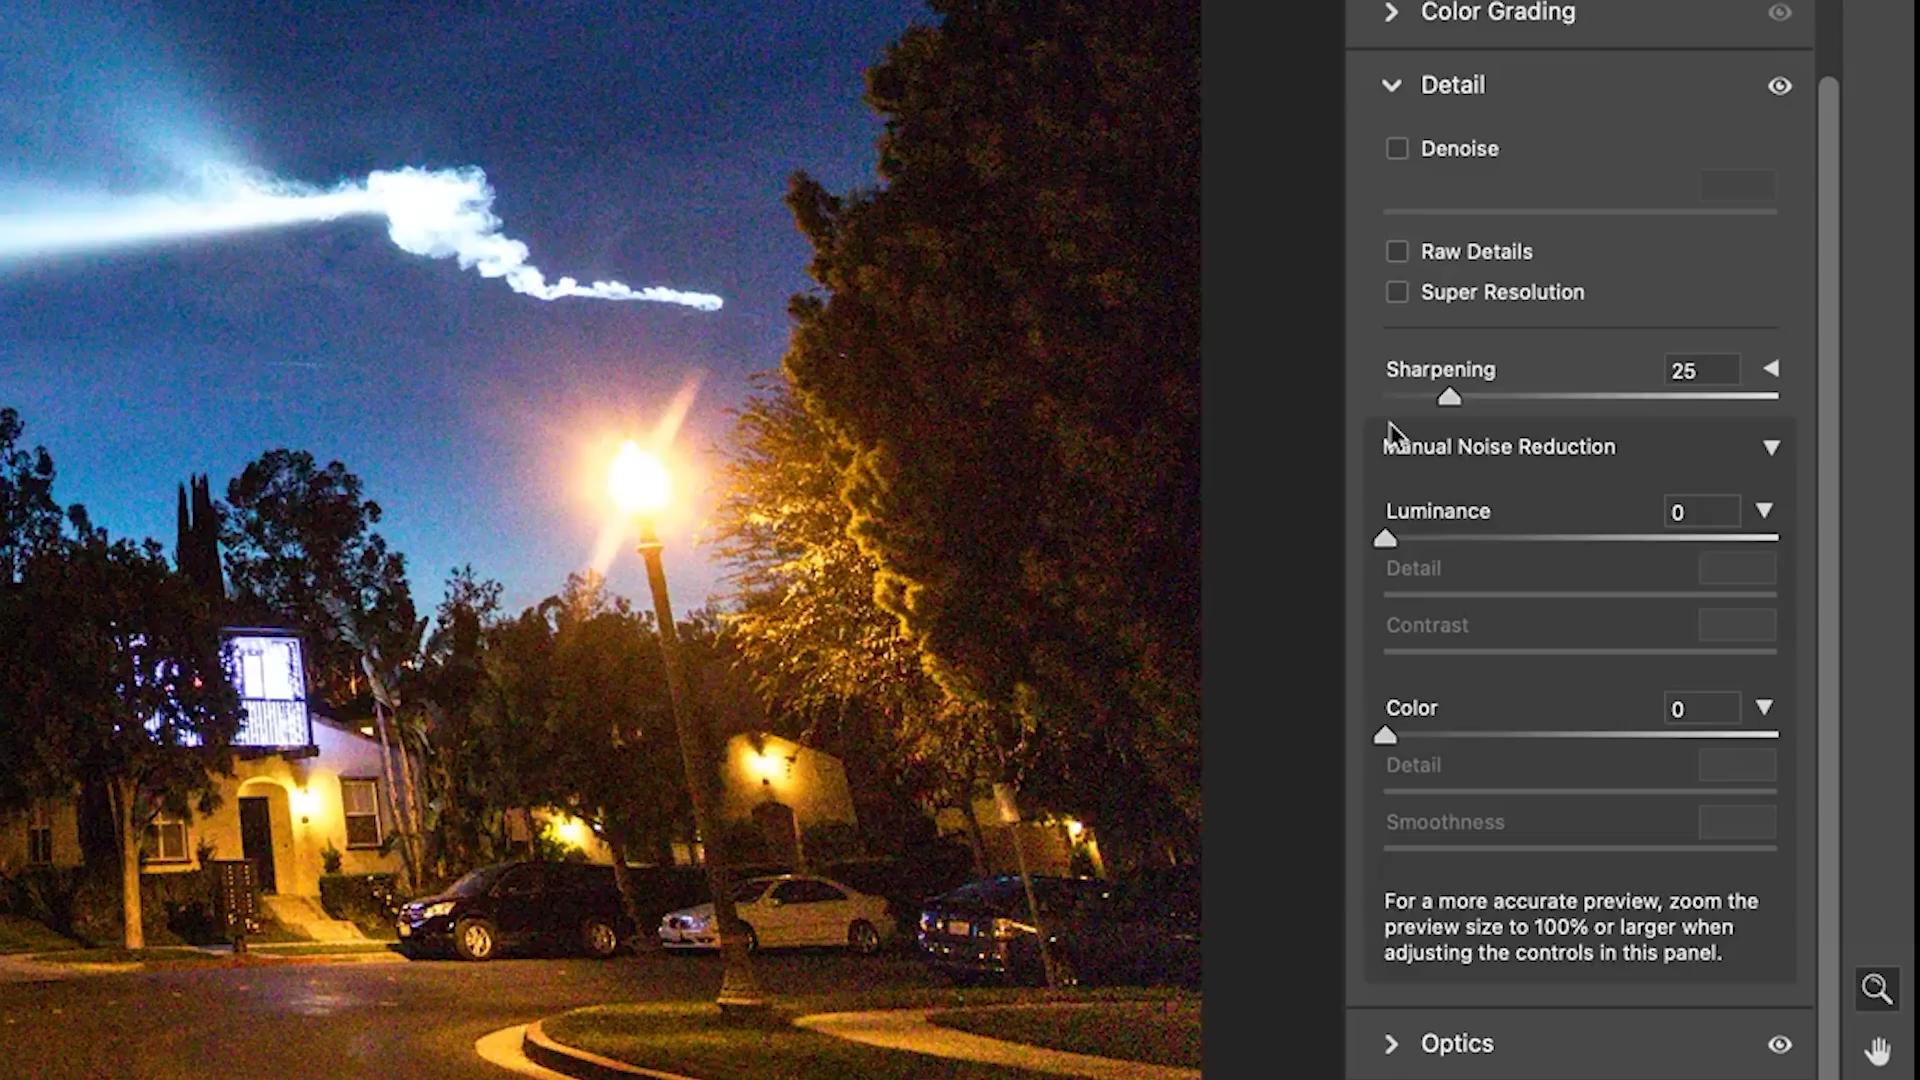 Color Grading
Detail
Denoise
Raw Details
Super Resolution
Sharpening 25
Manual Noise Reduction
Luminance 0
Detail
Contrast
Color 0
Detail
Smoothness
For a more accurate preview, zoom the
preview size to 100% or larger when
adjusting the controls in this panel.
Optics